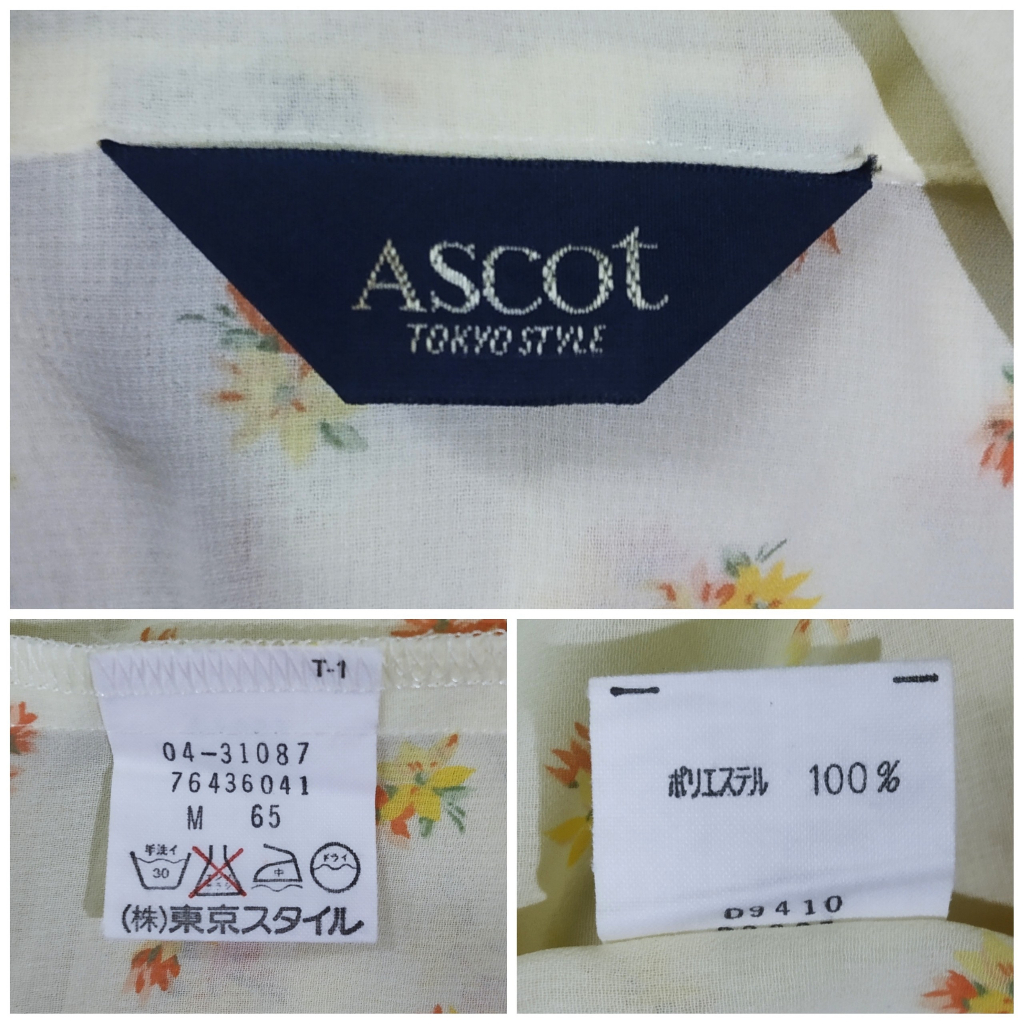 Ascot
TOKYO STYLE
T-1
04-31087
76436041
M 65
手洗イ
30
中
ドライ
(株)東京スタイル
ポリエステル 100%
D9410